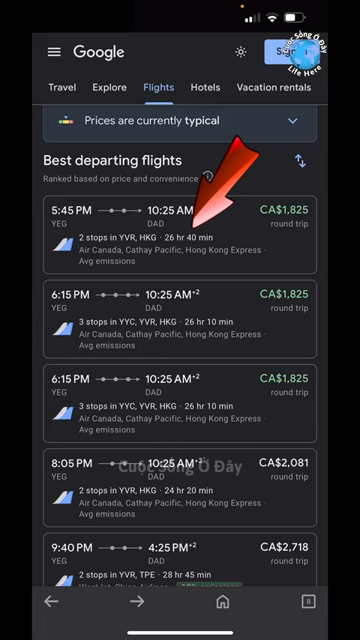 Cuộc Sống Ở Đây
Life Here
Google
Travel Explore Flights Hotels Vacation rentals
Prices are currently typical
Best departing flights
Ranked based on price and convenience
5:45 PM 10:25 AM CA$1,825
YEG DAD round trip
2 stops in YVR, HKG · 26 hr 40 min
Air Canada, Cathay Pacific, Hong Kong Express ·
Avg emissions
6:15 PM 10:25 AM+2 CA$1,825
YEG DAD round trip
3 stops in YYC, YVR, HKG · 26 hr 10 min
Air Canada, Cathay Pacific, Hong Kong Express ·
Avg emissions
6:15 PM 10:25 AM+2 CA$1,825
YEG DAD round trip
3 stops in YYC, YVR, HKG · 26 hr 10 min
Air Canada, Cathay Pacific, Hong Kong Express ·
Avg emissions
Cuộc Sống Ở Đây
8:05 PM 10:25 AM+2 CA$2,081
YEG DAD round trip
2 stops in YVR, HKG · 24 hr 20 min
Air Canada, Cathay Pacific, Hong Kong Express ·
Avg emissions
9:40 PM 4:25 PM+2 CA$2,718
YEG DAD round trip
2 stops in YVR, TPE · 28 hr 45 min
8